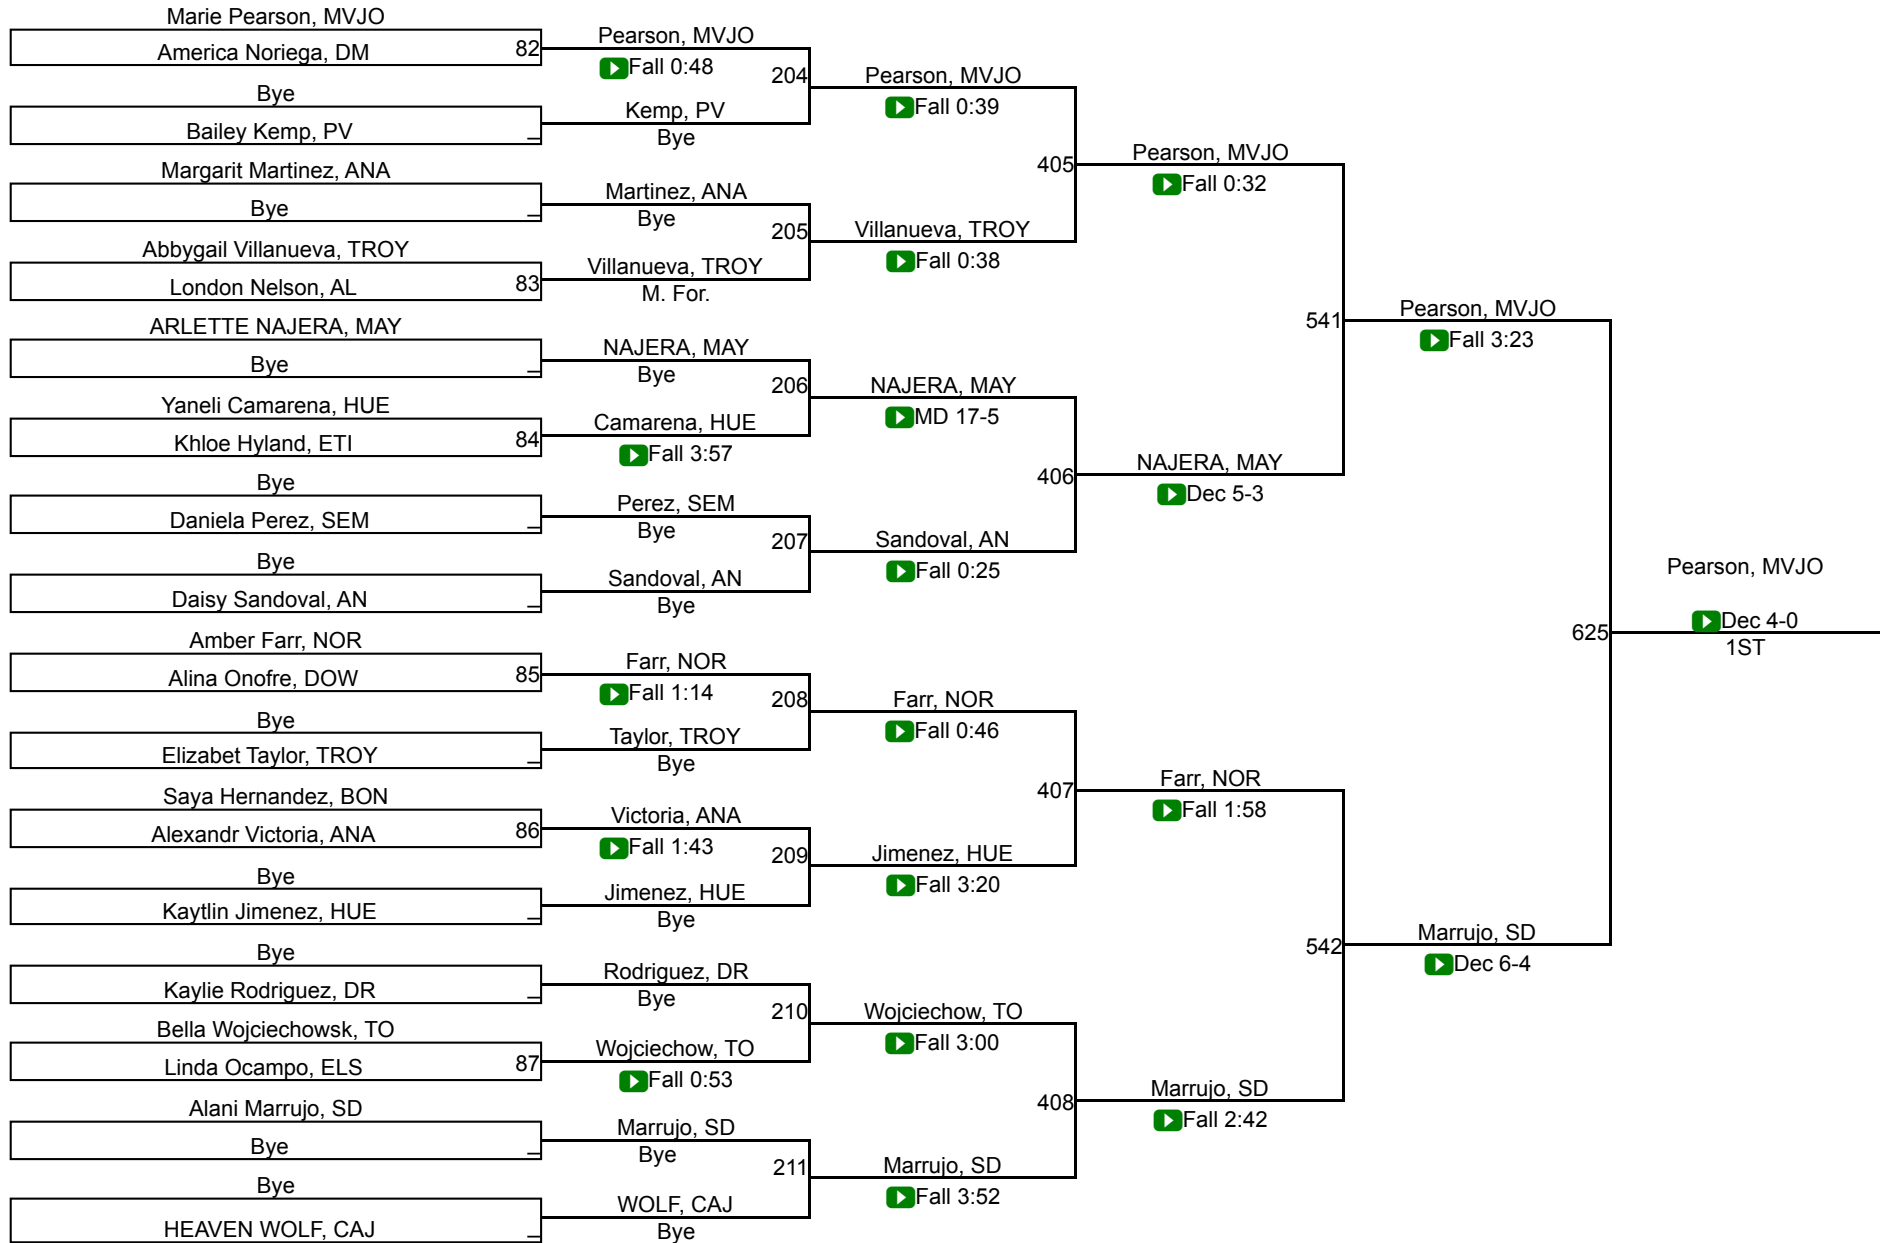 Marie Pearson, MVJO
America Noriega, DM 82
Bye
Bailey Kemp, PV _
Margarit Martinez, ANA
Bye _
Abbygail Villanueva, TROY
London Nelson, AL 83
ARLETTE NAJERA, MAY
Bye _
Yaneli Camarena, HUE
Khloe Hyland, ETI 84
Bye
Daniela Perez, SEM _
Bye
Daisy Sandoval, AN _
Amber Farr, NOR
Alina Onofre, DOW 85
Bye
Elizabet Taylor, TROY _
Saya Hernandez, BON
Alexandr Victoria, ANA 86
Bye
Kaytlin Jimenez, HUE _
Bye
Kaylie Rodriguez, DR _
Bella Wojciechowsk, TO
Linda Ocampo, ELS 87
Alani Marrujo, SD
Bye _
Bye
HEAVEN WOLF, CAJ _
Pearson, MVJO
Fall 0:48
204
Kemp, PV
Bye
Martinez, ANA
Bye
205
Villanueva, TROY
M. For.
NAJERA, MAY
Bye
206
Camarena, HUE
Fall 3:57
Perez, SEM
Bye
207
Sandoval, AN
Bye
Farr, NOR
Fall 1:14
208
Taylor, TROY
Bye
Victoria, ANA
Fall 1:43
209
Jimenez, HUE
Bye
Rodriguez, DR
Bye
210
Wojciechow, TO
Fall 0:53
Marrujo, SD
Bye
211
WOLF, CAJ
Bye
Pearson, MVJO
Fall 0:39
405
Villanueva, TROY
Fall 0:38
NAJERA, MAY
MD 17-5
406
Sandoval, AN
Fall 0:25
Farr, NOR
Fall 0:46
407
Jimenez, HUE
Fall 3:20
Wojciechow, TO
Fall 3:00
408
Marrujo, SD
Fall 3:52
Pearson, MVJO
Fall 0:32
541
NAJERA, MAY
Dec 5-3
Farr, NOR
Fall 1:58
542
Marrujo, SD
Fall 2:42
Pearson, MVJO
Fall 3:23
625
Marrujo, SD
Dec 6-4
Pearson, MVJO
Dec 4-0
1ST